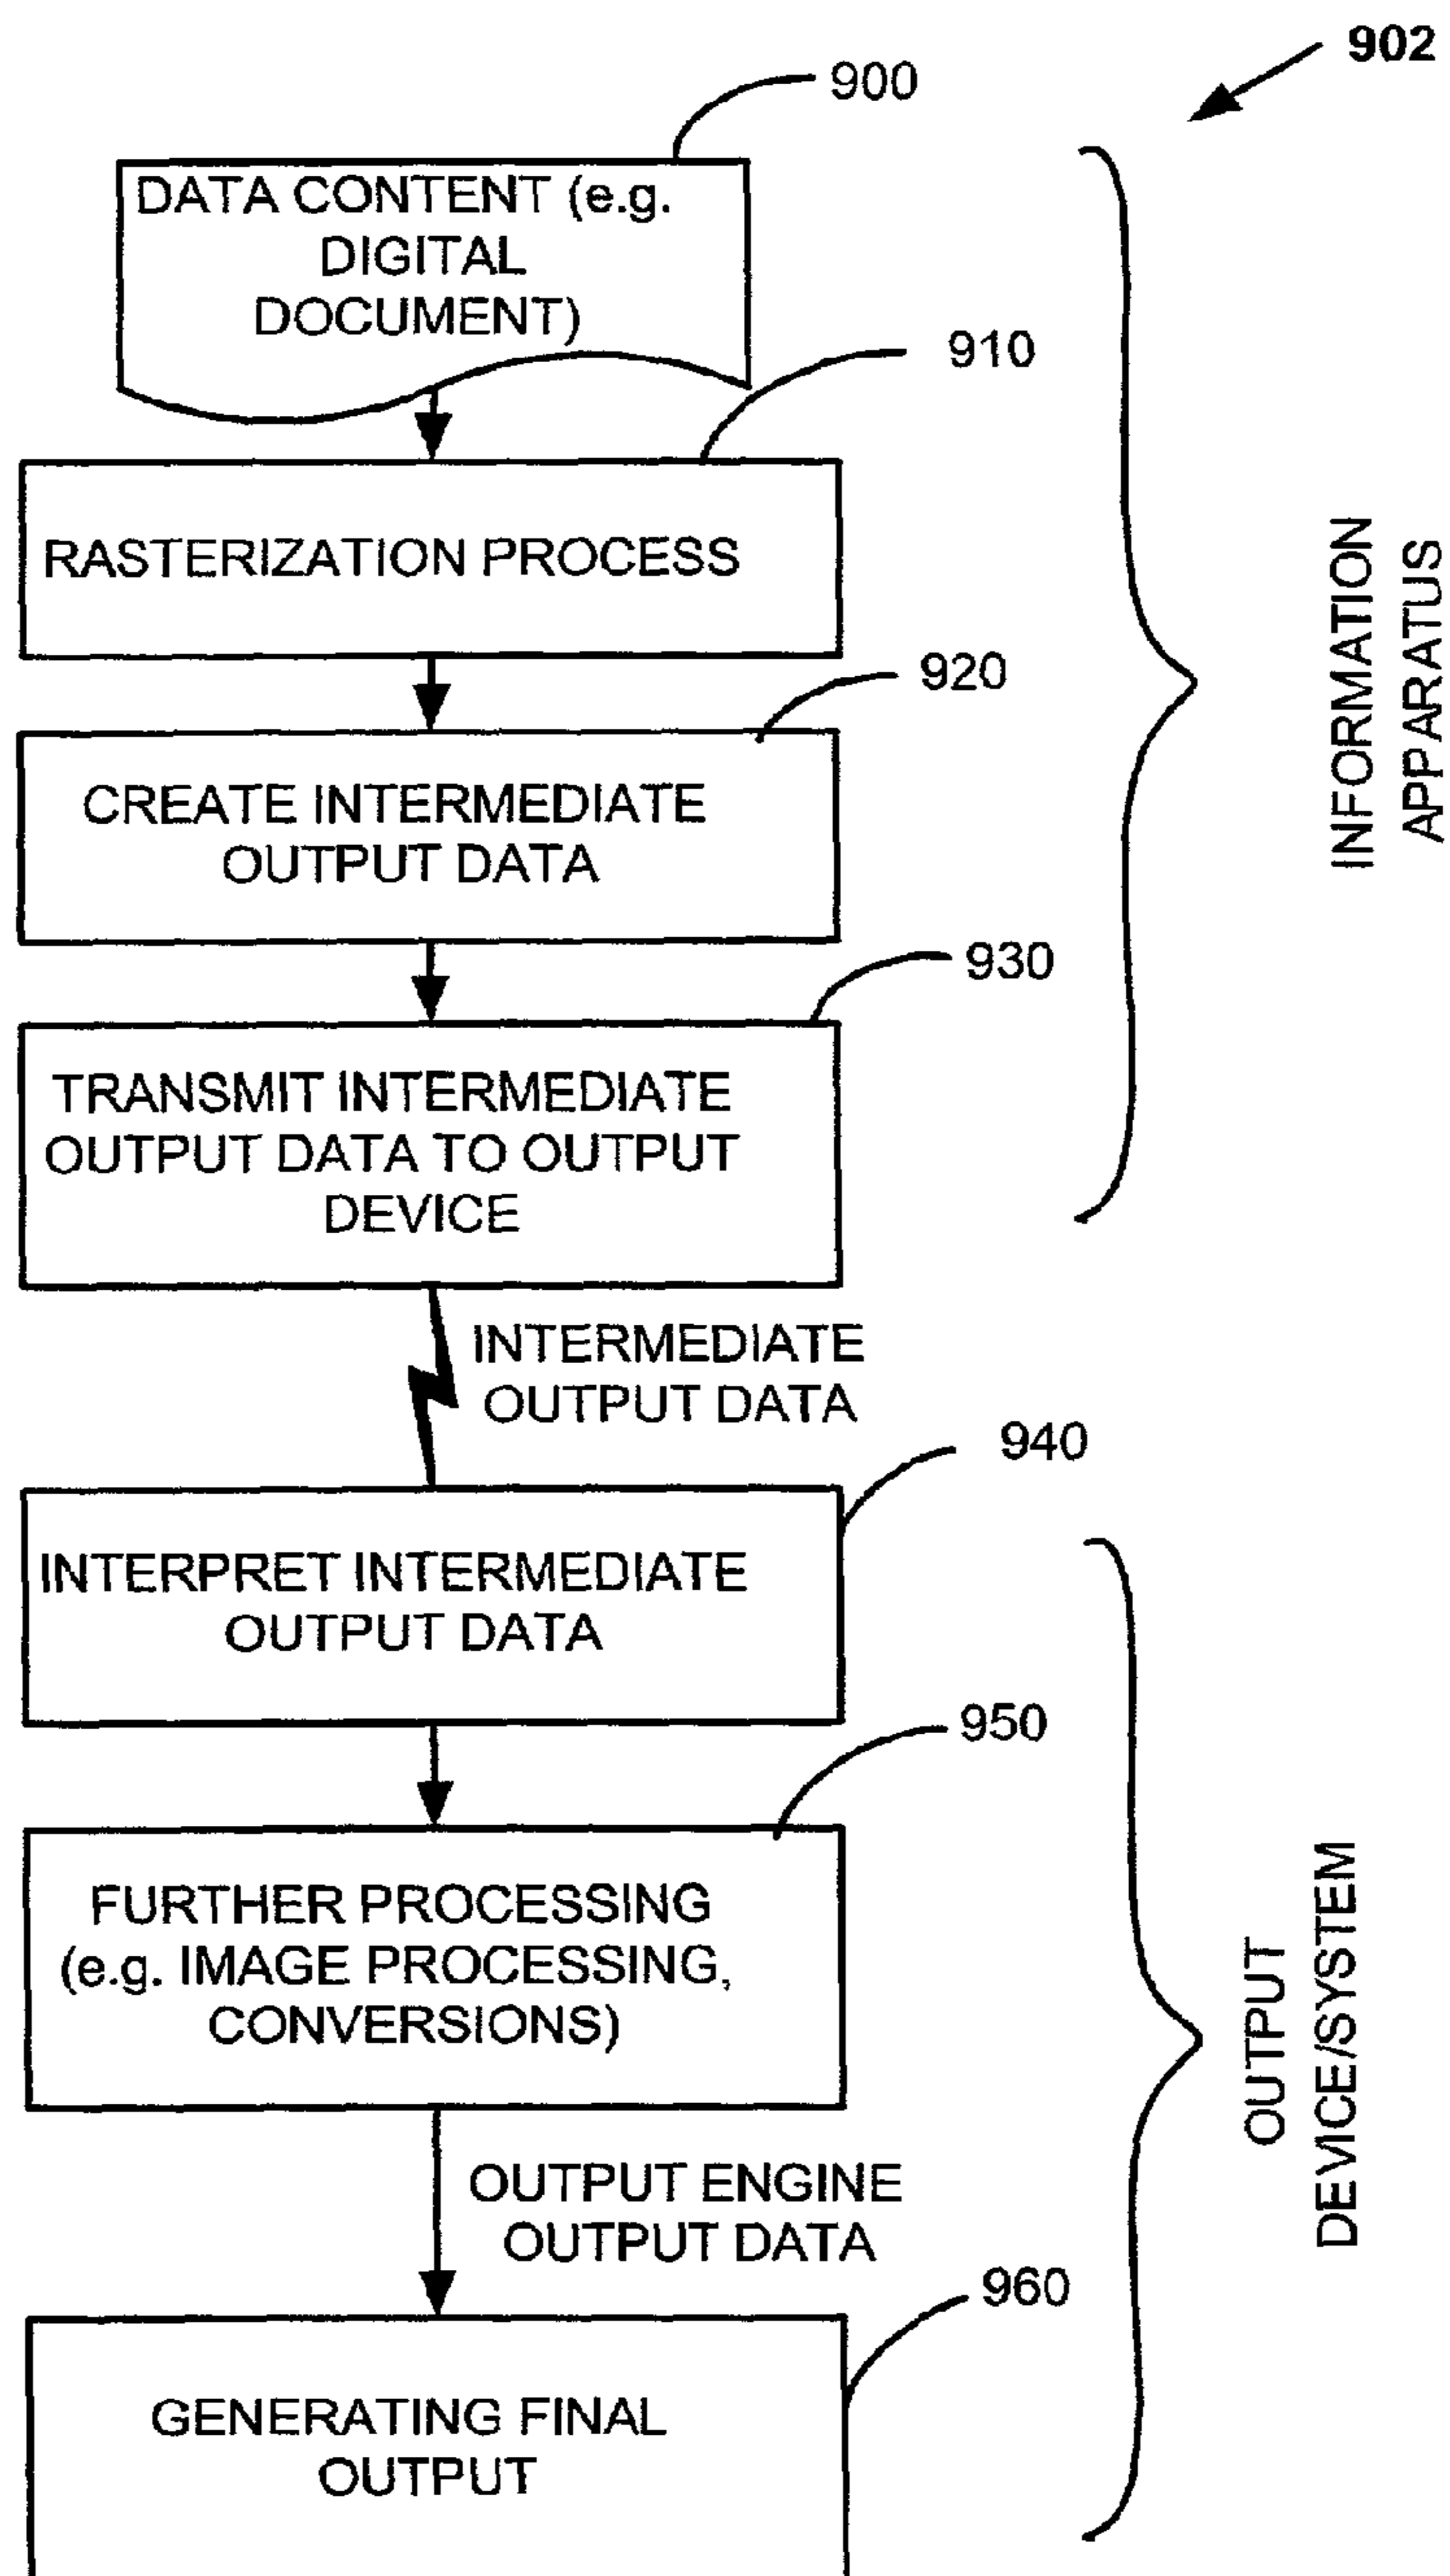 902
900
DATA CONTENT (e.g.
DIGITAL
DOCUMENT)
910
RASTERIZATION PROCESS
920
CREATE INTERMEDIATE
OUTPUT DATA
930
TRANSMIT INTERMEDIATE
OUTPUT DATA TO OUTPUT
DEVICE
INFORMATION
APPARATUS
INTERMEDIATE
OUTPUT DATA
940
INTERPRET INTERMEDIATE
OUTPUT DATA
950
FURTHER PROCESSING
(e.g. IMAGE PROCESSING,
CONVERSIONS)
OUTPUT ENGINE
OUTPUT DATA
960
GENERATING FINAL
OUTPUT
OUTPUT
DEVICE/SYSTEM